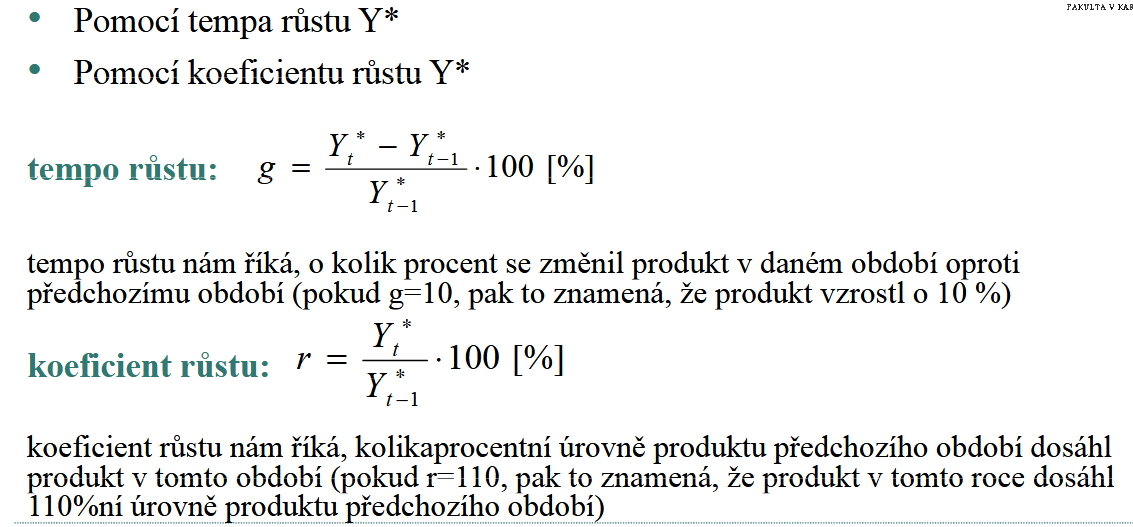 FAKULTA V KAR
• Pomocí tempa růstu Y*
• Pomocí koeficientu růstu Y*
tempo růstu: g = (Y*_t − Y*_{t−1}) / Y*_{t−1} · 100 [%]
tempo růstu nám říká, o kolik procent se změnil produkt v daném období oproti
předchozímu období (pokud g=10, pak to znamená, že produkt vzrostl o 10 %)
koeficient růstu: r = Y*_t / Y*_{t−1} · 100 [%]
koeficient růstu nám říká, kolikaprocentní úrovně produktu předchozího období dosáhl
produkt v tomto období (pokud r=110, pak to znamená, že produkt v tomto roce dosáhl
110%ní úrovně produktu předchozího období)